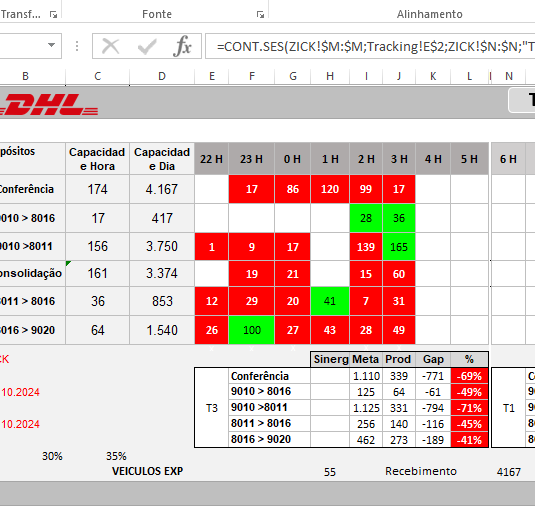 Transf... Fonte Alinhamento
=CONT.SES(ZICK!$M:$M;Tracking!E$2;ZICK!$N:$N;"T
B C D E F G H I J K L M N
DHL
pósitos Capacidad e Hora Capacidad e Dia 22 H 23 H 0 H 1 H 2 H 3 H 4 H 5 H 6 H
Conferência 174 4.167 17 86 120 99 17
9010 > 8016 17 417 28 36
9010 >8011 156 3.750 1 9 17 139 165
onsolidação 161 3.374 19 21 15 60
8011 > 8016 36 853 12 29 20 41 7 31
8016 > 9020 64 1.540 26 100 27 43 28 49
CK Sinerg Meta Prod Gap %
Conferência 1.110 339 -771 -69%
10.2024 9010 > 8016 125 64 -61 -49%
T3 9010 >8011 1.125 331 -794 -71% T1
10.2024 8011 > 8016 256 140 -116 -45%
8016 > 9020 462 273 -189 -41%
30% 35%
VEICULOS EXP 55 Recebimento 4167